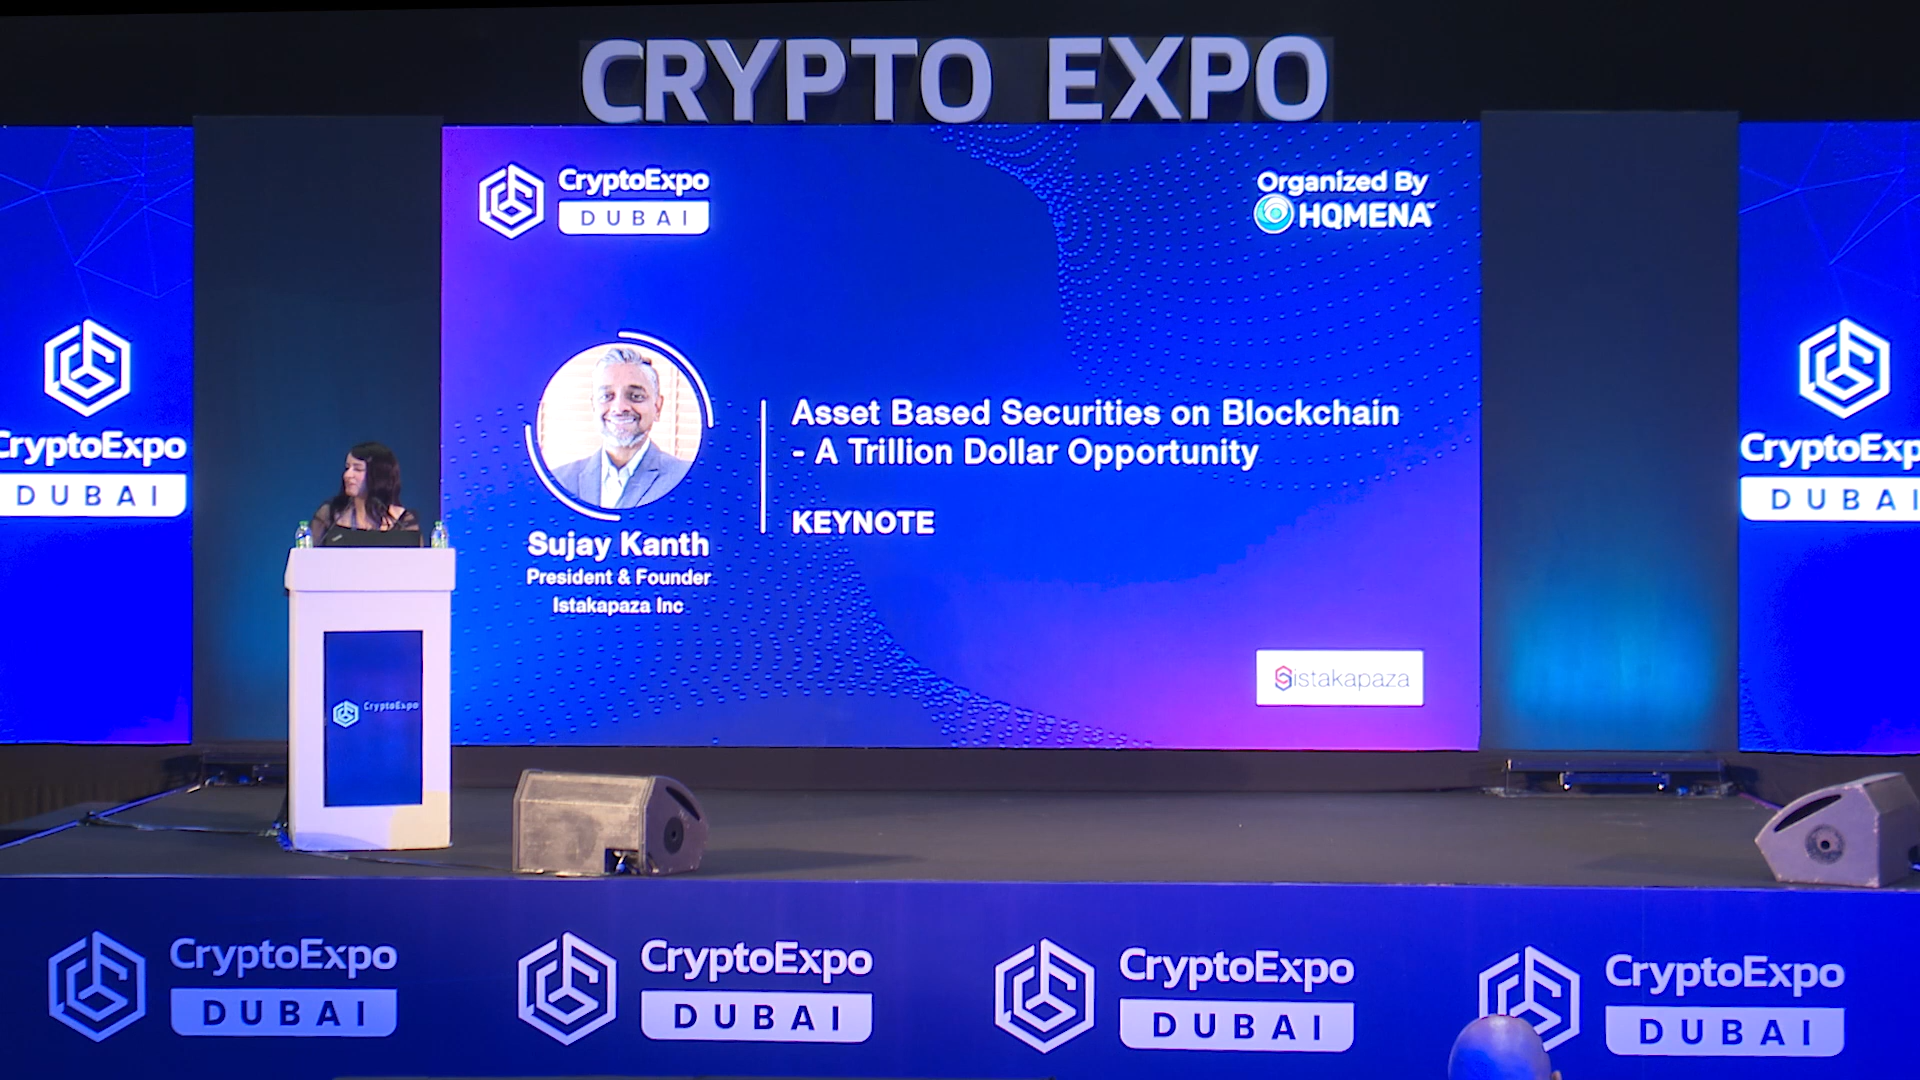 CRYPTO EXPO
CryptoExpo
DUBAI
Organized By
HQMENA
CryptoExpo
DUBAI
Asset Based Securities on Blockchain
- A Trillion Dollar Opportunity
KEYNOTE
Sujay Kanth
President & Founder
Istakapaza Inc
istakapaza
CryptoExp
DUBAI
CryptoExpo
CryptoExpo
DUBAI
CryptoExpo
DUBAI
CryptoExpo
DUBAI
CryptoExpo
DUBAI